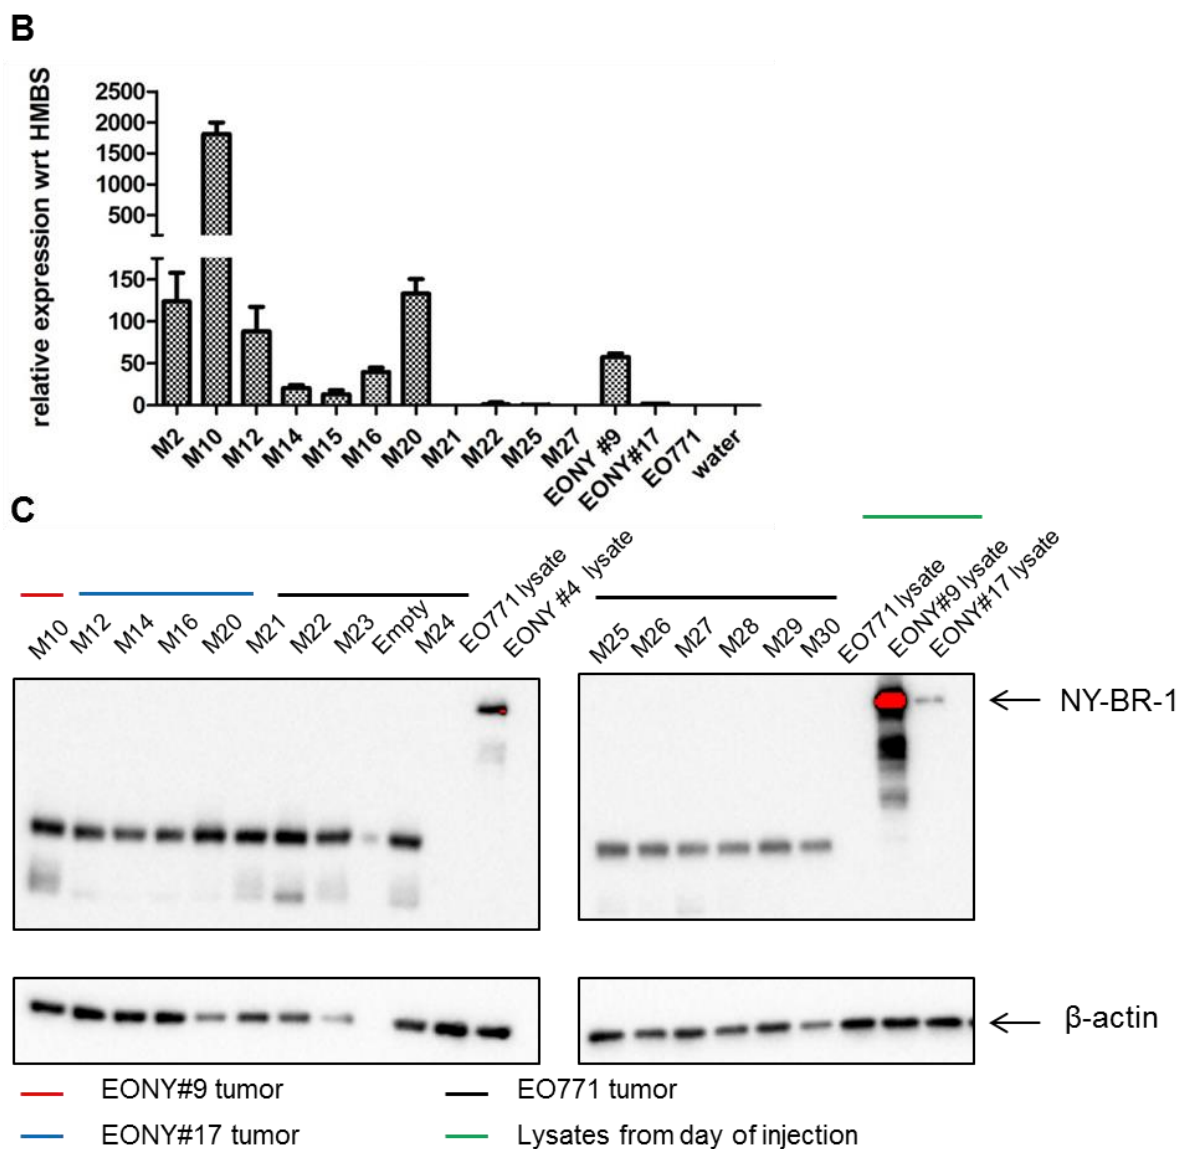 B
relative expression wrt HMBS
2500
2000
1500
1000
500
150
100
50
0
M2 M10 M12 M14 M15 M16 M20 M21 M22 M25 M27 EONY #9 EONY#17 EO771 water
C
M10 M12 M14 M16 M20 M21 M22 M23 Empty M24 EO771 lysate EONY #4 lysate
M25 M26 M27 M28 M29 M30 EO771 lysate EONY#9 lysate EONY#17 lysate
NY-BR-1
β-actin
EONY#9 tumor
EO771 tumor
EONY#17 tumor
Lysates from day of injection